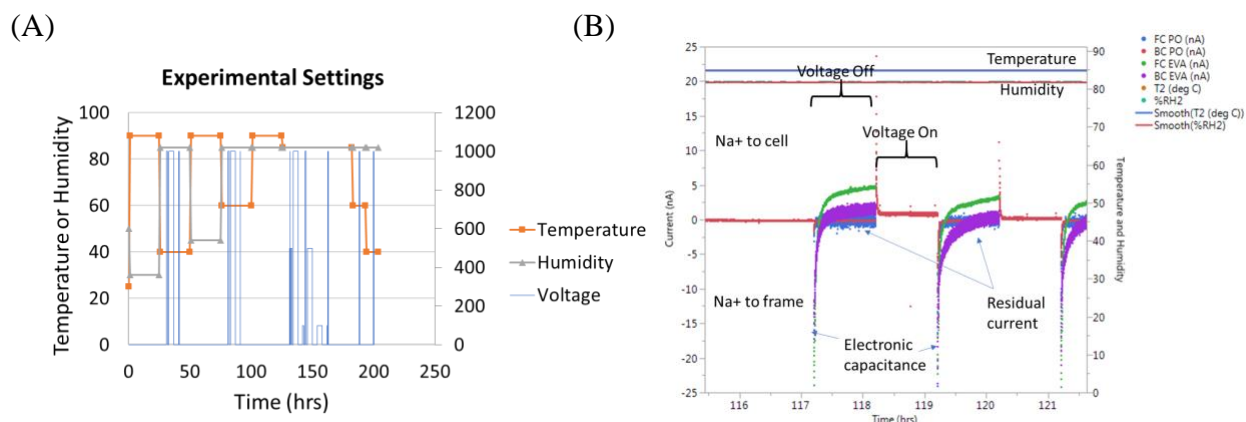 (A)
Experimental Settings
Temperature or Humidity
100
80
60
40
20
0
1200
1000
800
600
400
200
0
0 50 100 150 200 250
Time (hrs)
Temperature
Humidity
Voltage
(B)
Current (nA)
25
20
15
10
5
0
-5
-10
-15
-20
-25
Voltage Off
Temperature
Humidity
Na+ to cell
Voltage On
Na+ to frame
Residual
current
Electronic
capacitance
90
80
70
60
50
40
30
20
10
0
Temperature and Humidity
116 117 118 119 120 121
Time (hrs)
FC PO (nA)
BC PO (nA)
FC EVA (nA)
BC EVA (nA)
T2 (deg C)
%RH2
Smooth(T2 (deg C))
Smooth(%RH2)